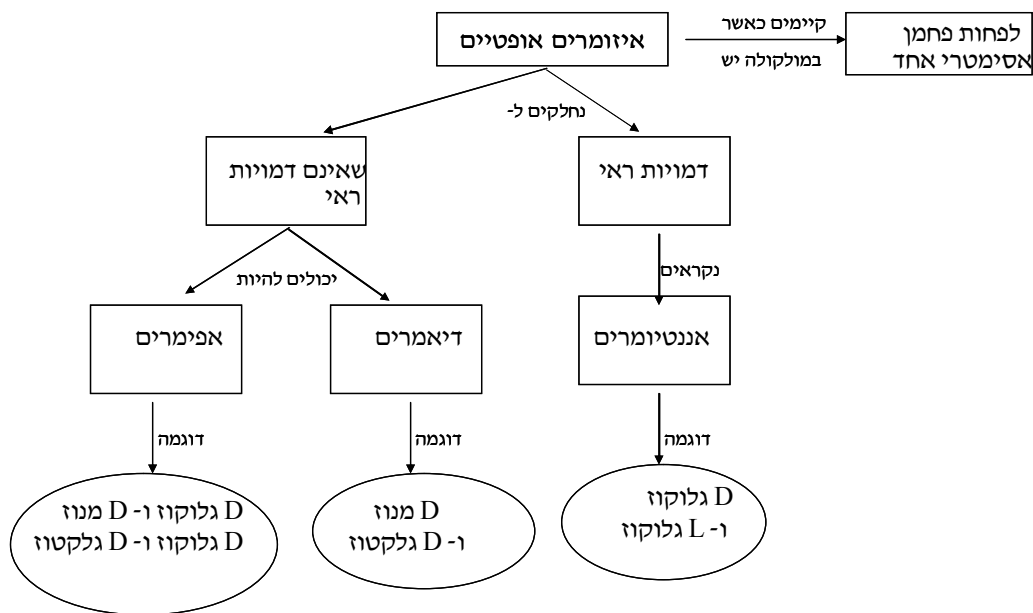 איזומרים אופטיים
קיימים כאשר
במולקולה יש
לפחות פחמן
אסימטרי אחד
נחלקים ל-
דמויות ראי
שאינם דמויות
ראי
נקראים
יכולים להיות
אננטיומרים
דיאמרים
אפימרים
דוגמה
דוגמה
דוגמה
D גלוקוז
ו- L גלוקוז
D מנוז
ו- D גלקטוז
D גלוקוז ו- D מנוז
D גלוקוז ו- D גלקטוז